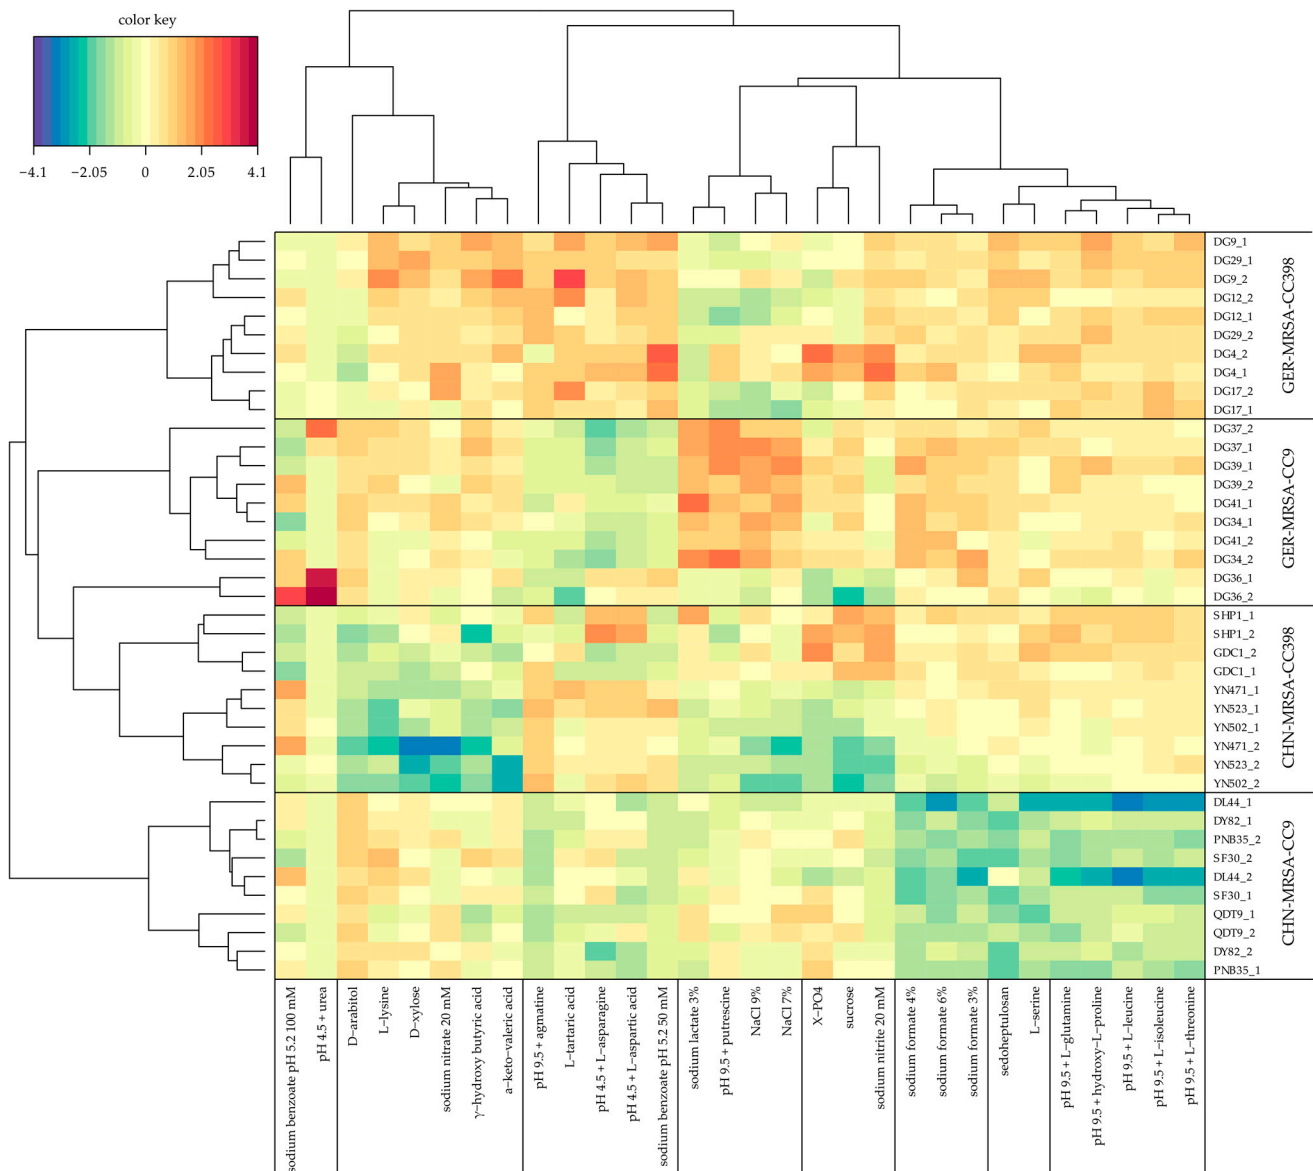 color key
−4.1 −2.05 0 2.05 4.1
DG9_1
DG29_1
DG9_2
DG12_2
DG12_1
DG29_2
DG4_2
DG4_1
DG17_2
DG17_1
GER-MRSA-CC398
DG37_2
DG37_1
DG39_1
DG39_2
DG41_1
DG34_1
DG41_2
DG34_2
DG36_1
DG36_2
GER-MRSA-CC9
SHP1_1
SHP1_2
GDC1_2
GDC1_1
YN471_1
YN523_1
YN502_1
YN471_2
YN523_2
YN502_2
CHN-MRSA-CC398
DL44_1
DY82_1
PNB35_2
SF30_2
DL44_2
SF30_1
QDT9_1
QDT9_2
DY82_2
PNB35_1
CHN-MRSA-CC9
sodium benzoate pH 5.2 100 mM
pH 4.5 + urea
D−arabitol
L−lysine
D−xylose
sodium nitrate 20 mM
γ−hydroxy butyric acid
a−keto−valeric acid
pH 9.5 + agmatine
L−tartaric acid
pH 4.5 + L−asparagine
pH 4.5 + L−aspartic acid
sodium benzoate pH 5.2 50 mM
sodium lactate 3%
pH 9.5 + putrescine
NaCl 9%
NaCl 7%
X−PO4
sucrose
sodium nitrite 20 mM
sodium formate 4%
sodium formate 6%
sodium formate 3%
sedoheptulosan
L−serine
pH 9.5 + L−glutamine
pH 9.5 + hydroxy−L−proline
pH 9.5 + L−leucine
pH 9.5 + L−isoleucine
pH 9.5 + L−threonine